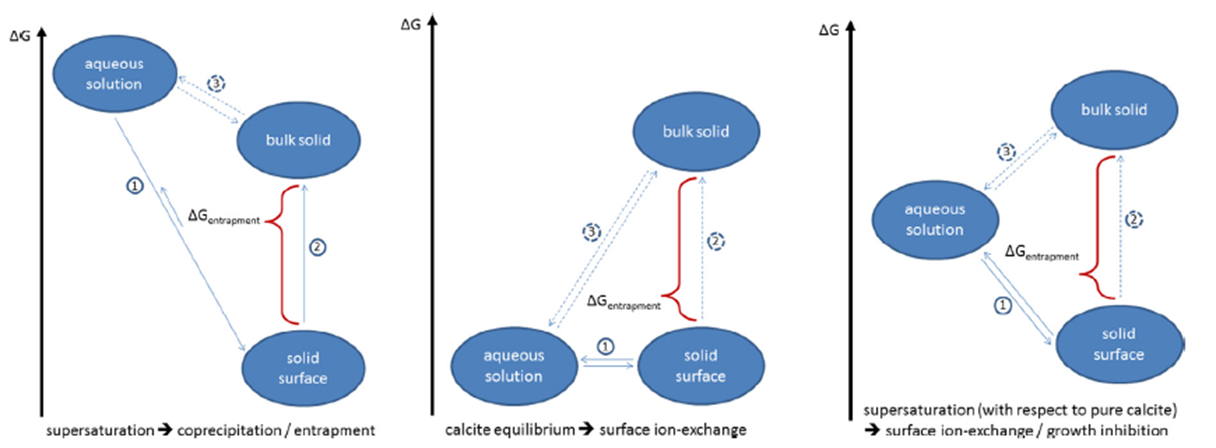 ΔG
aqueous
solution
3
bulk solid
1
ΔGentrapment
2
solid
surface
supersaturation ➔ coprecipitation / entrapment
ΔG
bulk solid
3
2
ΔGentrapment
1
aqueous
solution
solid
surface
calcite equilibrium ➔ surface ion-exchange
ΔG
bulk solid
3
aqueous
solution
2
ΔGentrapment
1
solid
surface
supersaturation (with respect to pure calcite)
➔ surface ion-exchange / growth inhibition